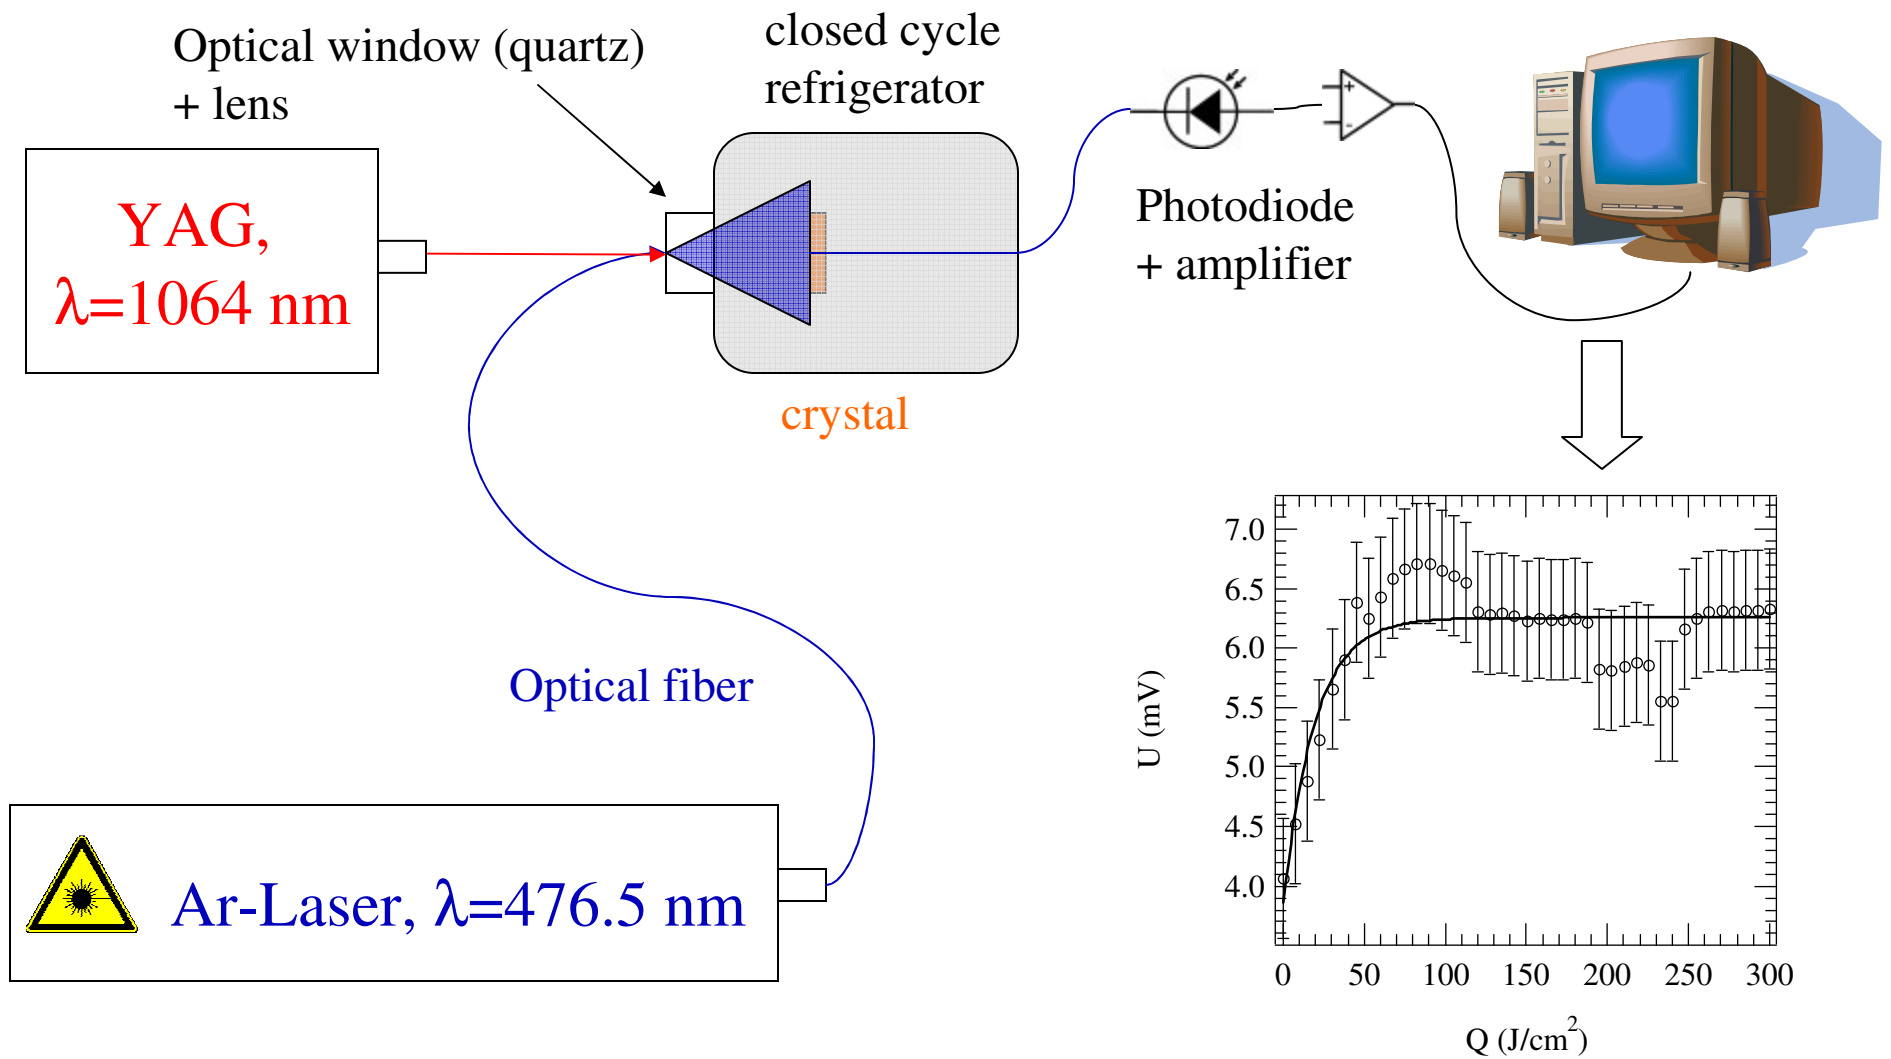 Optical window (quartz)
+ lens
closed cycle
refrigerator
YAG,
λ=1064 nm
+
-
Photodiode
+ amplifier
crystal
Optical fiber
Ar-Laser, λ=476.5 nm
7.0
6.5
6.0
5.5
5.0
4.5
4.0
U (mV)
0 50 100 150 200 250 300
Q (J/cm²)